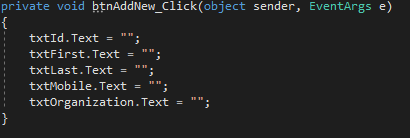 private void btnAddNew_Click(object sender, EventArgs e)
{
txtId.Text = "";
txtFirst.Text = "";
txtLast.Text = "";
txtMobile.Text = "";
txtOrganization.Text = "";
}